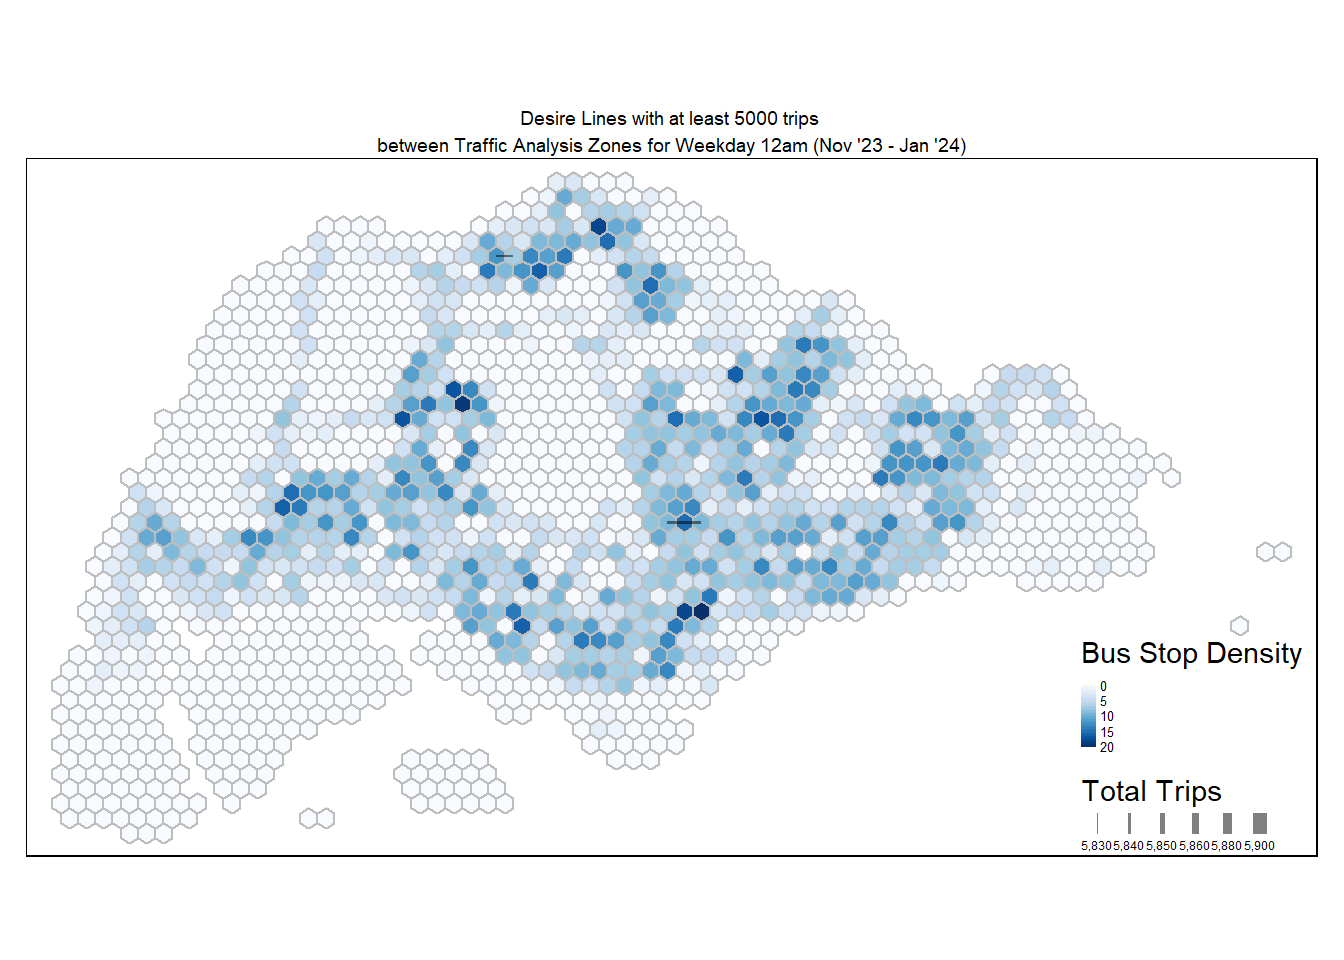 Desire Lines with at least 5000 trips
between Traffic Analysis Zones for Weekday 12am (Nov '23 - Jan '24)
Bus Stop Density
0
5
10
15
20
Total Trips
5,830 5,840 5,850 5,860 5,880 5,900